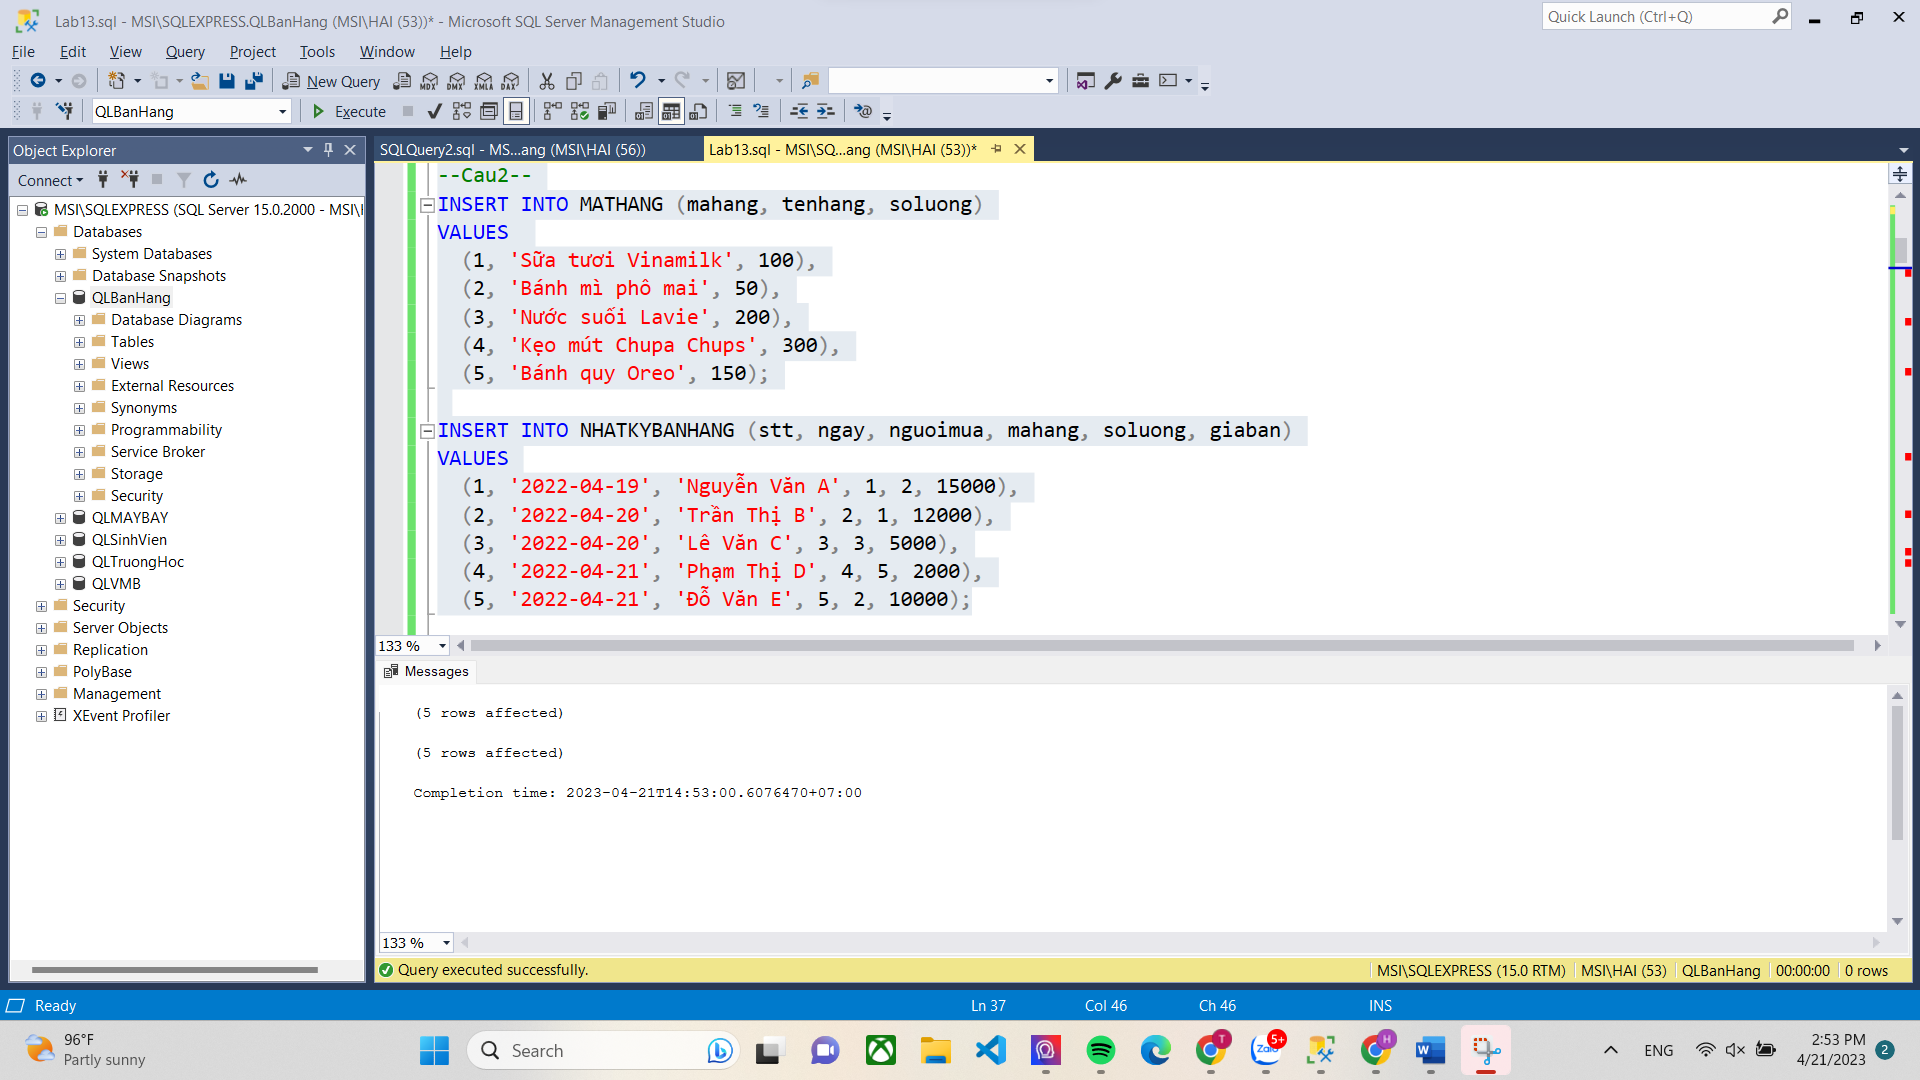 Lab13.sql - MSI\SQLEXPRESS.QLBanHang (MSI\HAI (53))* - Microsoft SQL Server Management Studio
Quick Launch (Ctrl+Q)
File Edit View Query Project Tools Window Help
New Query MDX DMX XMLA DAX
QLBanHang Execute
Object Explorer
SQLQuery2.sql - MS...ang (MSI\HAI (56))
Lab13.sql - MSI\SQ...ang (MSI\HAI (53))*
Connect
MSI\SQLEXPRESS (SQL Server 15.0.2000 - MSI\
Databases
System Databases
Database Snapshots
QLBanHang
Database Diagrams
Tables
Views
External Resources
Synonyms
Programmability
Service Broker
Storage
Security
QLMAYBAY
QLSinhVien
QLTruongHoc
QLVMB
Security
Server Objects
Replication
PolyBase
Management
XEvent Profiler
--Cau2--
INSERT INTO MATHANG (mahang, tenhang, soluong)
VALUES
(1, 'Sữa tươi Vinamilk', 100),
(2, 'Bánh mì phô mai', 50),
(3, 'Nước suối Lavie', 200),
(4, 'Kẹo mút Chupa Chups', 300),
(5, 'Bánh quy Oreo', 150);
INSERT INTO NHATKYBANHANG (stt, ngay, nguoimua, mahang, soluong, giaban)
VALUES
(1, '2022-04-19', 'Nguyễn Văn A', 1, 2, 15000),
(2, '2022-04-20', 'Trần Thị B', 2, 1, 12000),
(3, '2022-04-20', 'Lê Văn C', 3, 3, 5000),
(4, '2022-04-21', 'Phạm Thị D', 4, 5, 2000),
(5, '2022-04-21', 'Đỗ Văn E', 5, 2, 10000);
133 %
Messages
(5 rows affected)
(5 rows affected)
Completion time: 2023-04-21T14:53:00.6076470+07:00
133 %
Query executed successfully.
MSI\SQLEXPRESS (15.0 RTM) MSI\HAI (53) QLBanHang 00:00:00 0 rows
Ready Ln 37 Col 46 Ch 46 INS
96°F
Partly sunny
Search
T
5+
Zalo
H
W
ENG
2:53 PM
4/21/2023
2